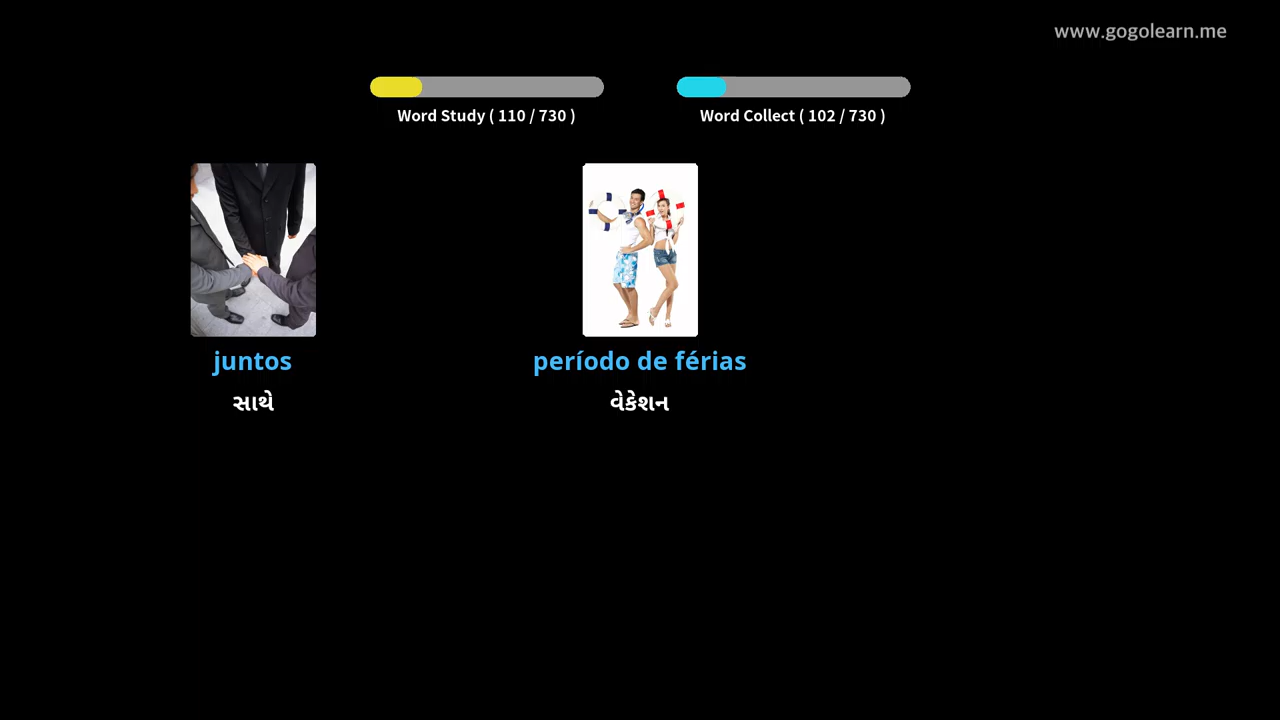 www.gogolearn.me
Word Study ( 110 / 730 )
Word Collect ( 102 / 730 )
juntos
સાથે
período de férias
વેકેશન